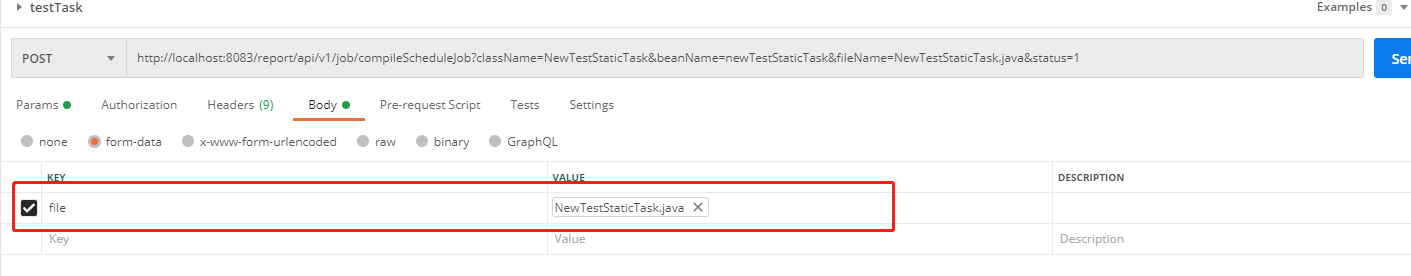 testTask Examples 0
POST http://localhost:8083/report/api/v1/job/compileScheduleJob?className=NewTestStaticTask&beanName=newTestStaticTask&fileName=NewTestStaticTask.java&status=1 Sen
Params Authorization Headers (9) Body Pre-request Script Tests Settings
none form-data x-www-form-urlencoded raw binary GraphQL
KEY VALUE DESCRIPTION
file NewTestStaticTask.java
Key Value Description